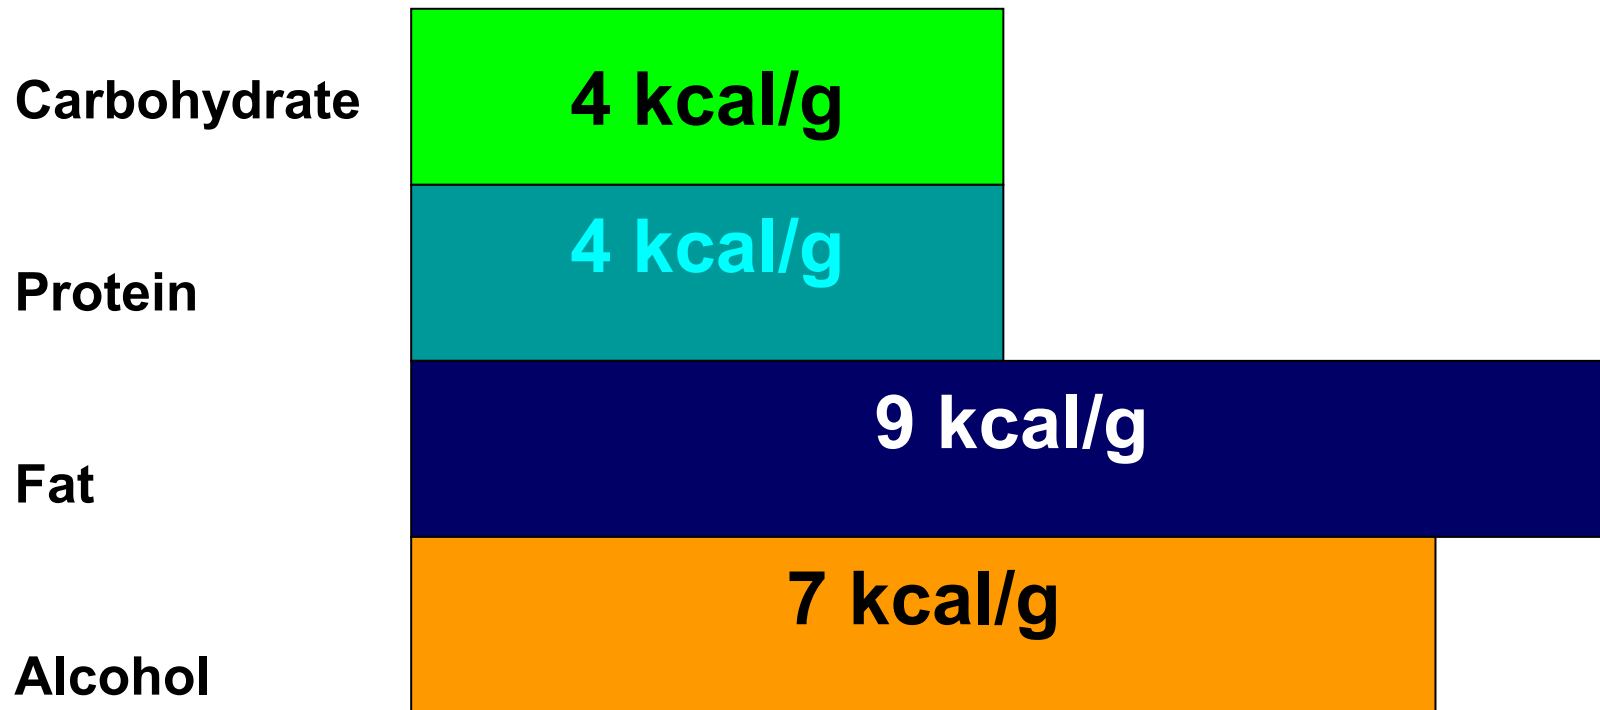 Carbohydrate 4 kcal/g
Protein 4 kcal/g
Fat 9 kcal/g
Alcohol 7 kcal/g